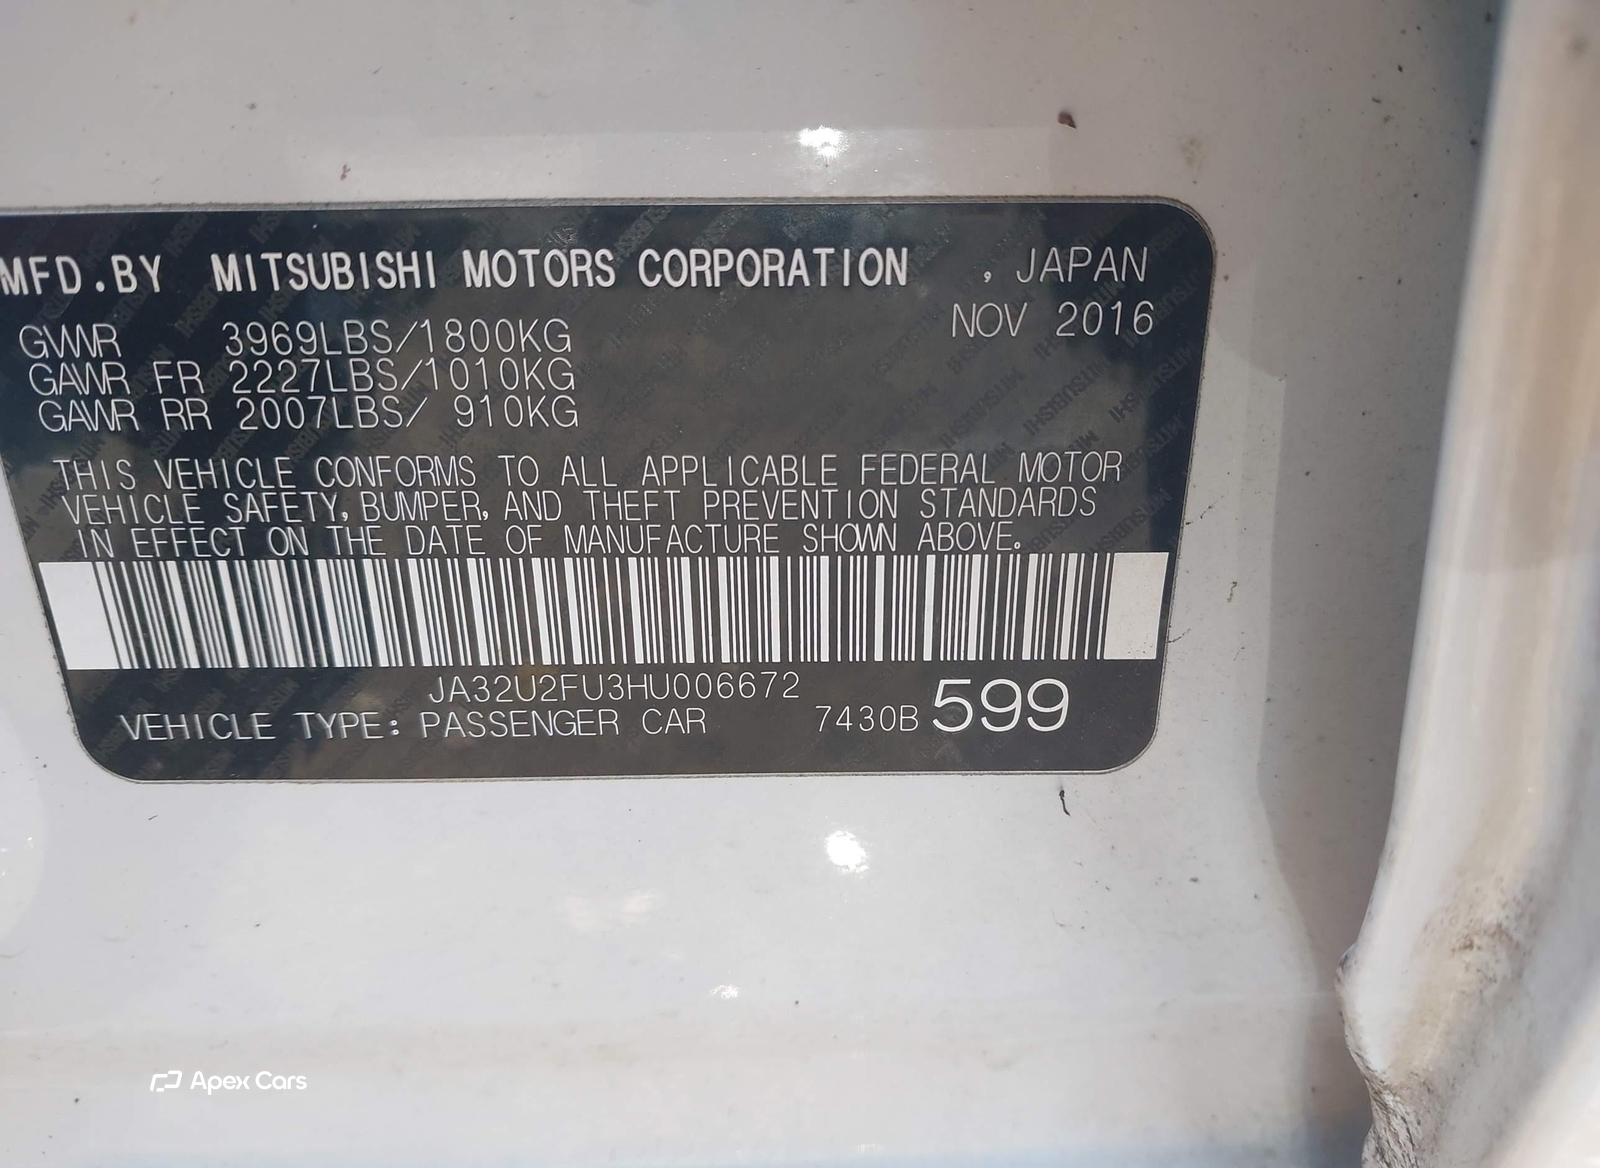 MFD.BY MITSUBISHI MOTORS CORPORATION , JAPAN
NOV 2016
GVWR 3969LBS/1800KG
GAWR FR 2227LBS/1010KG
GAWR RR 2007LBS/ 910KG
THIS VEHICLE CONFORMS TO ALL APPLICABLE FEDERAL MOTOR
VEHICLE SAFETY, BUMPER, AND THEFT PREVENTION STANDARDS
IN EFFECT ON THE DATE OF MANUFACTURE SHOWN ABOVE.
JA32U2FU3HU006672
VEHICLE TYPE: PASSENGER CAR 7430B 599
Apex Cars